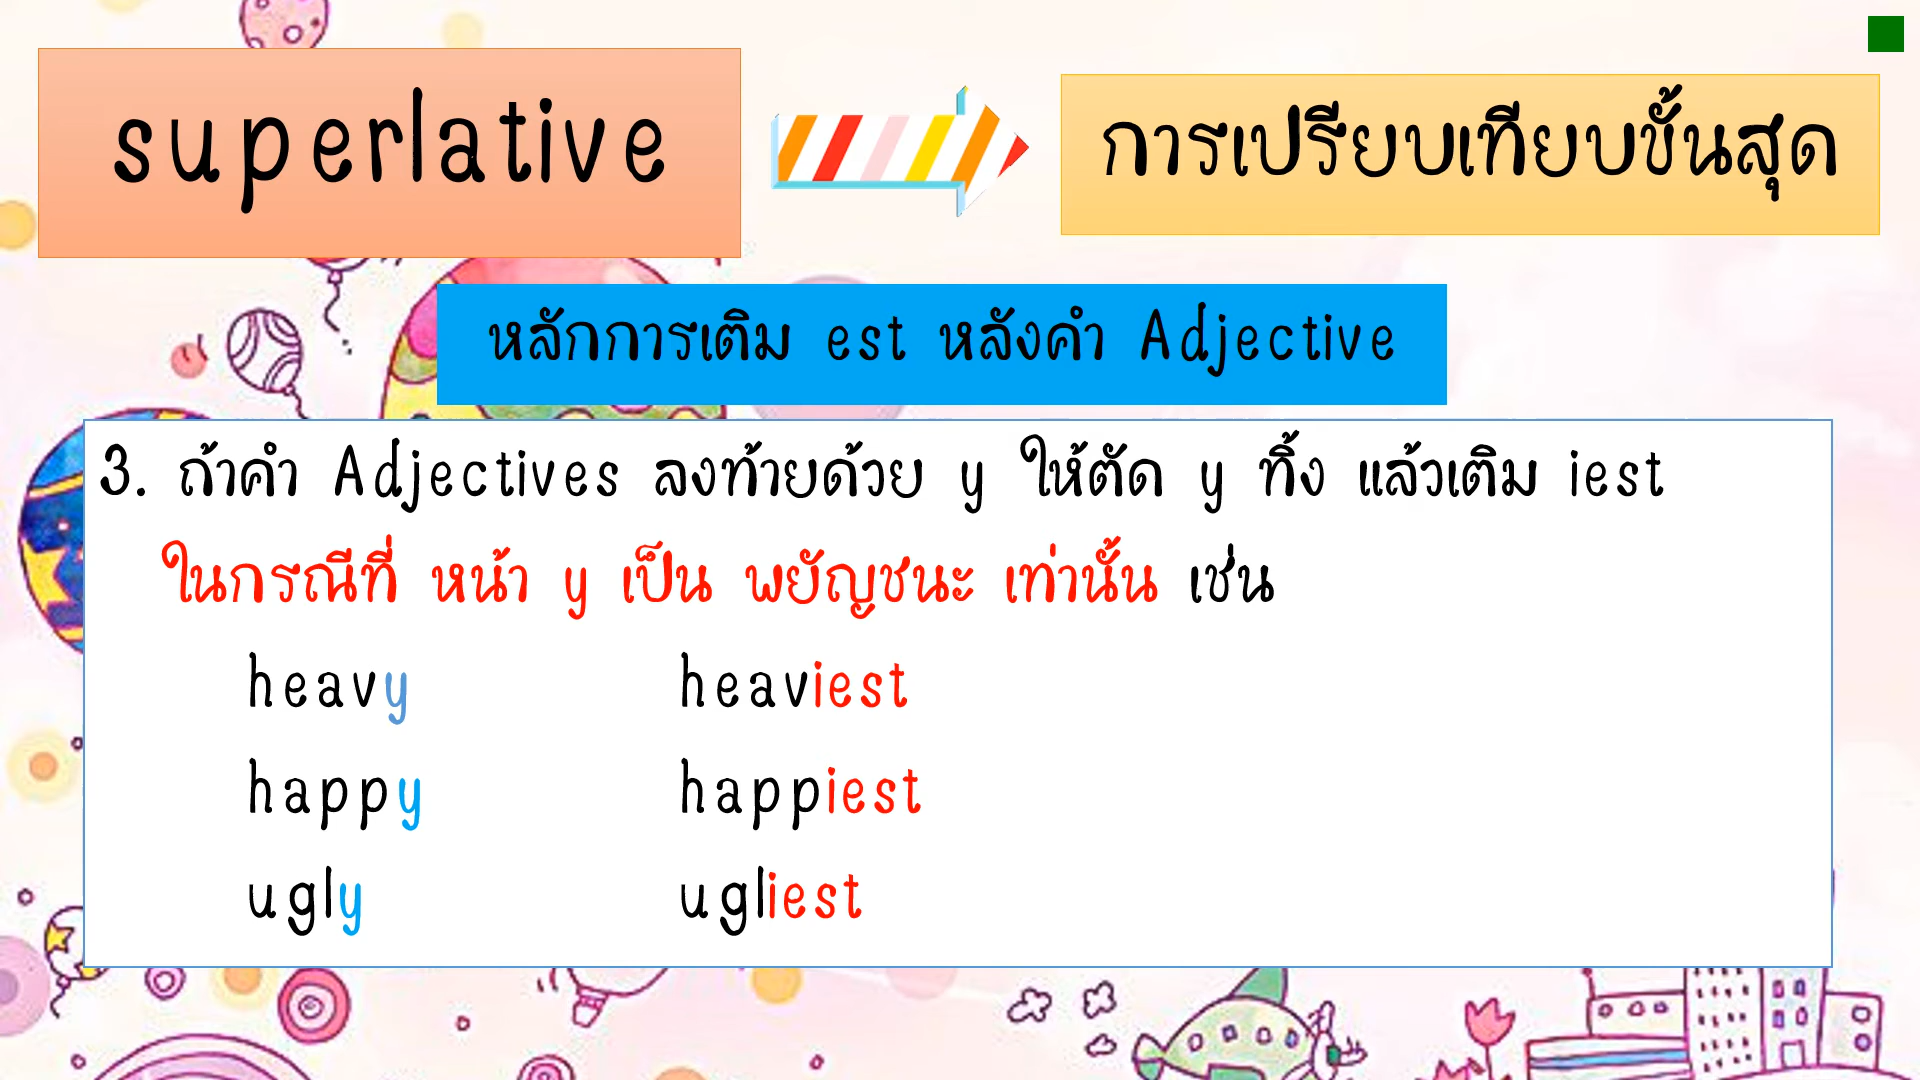 superlative
การเปรียบเทียบขั้นสุด
หลักการเติม est หลังคำ Adjective
3. ถ้าคำ Adjectives ลงท้ายด้วย y ให้ตัด y ทิ้ง แล้วเติม iest
ในกรณีที่ หน้า y เป็น พยัญชนะ เท่านั้น เช่น
heavy heaviest
happy happiest
ugly ugliest